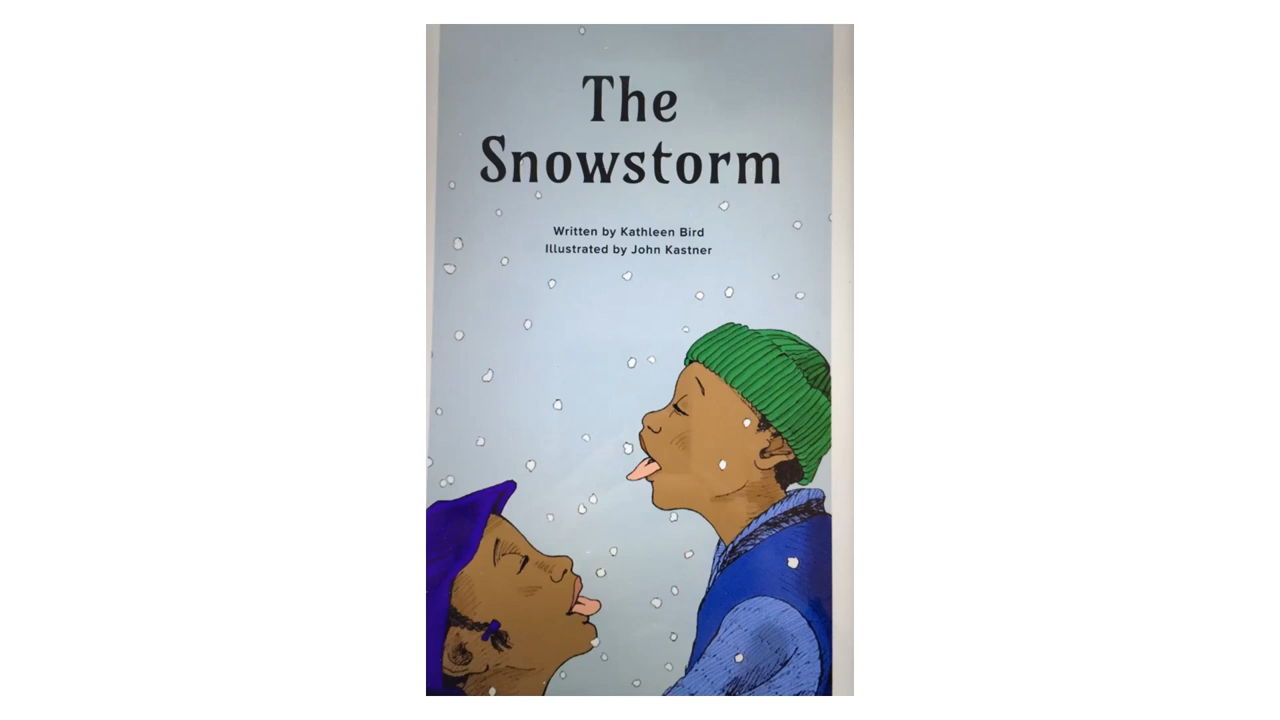 The
Snowstorm
Written by Kathleen Bird
Illustrated by John Kastner